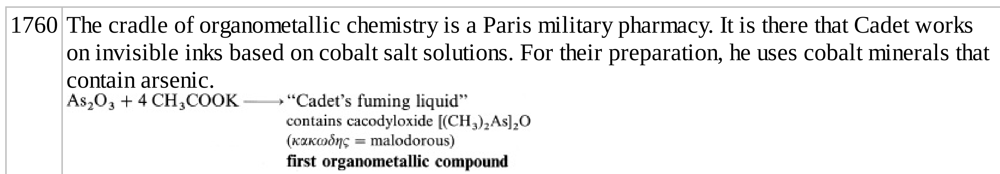 1760
The cradle of organometallic chemistry is a Paris military pharmacy. It is there that Cadet works
on invisible inks based on cobalt salt solutions. For their preparation, he uses cobalt minerals that
contain arsenic.
As₂O₃ + 4 CH₃COOK ⟶ “Cadet’s fuming liquid”
contains cacodyloxide [(CH₃)₂As]₂O
(κακωδης = malodorous)
first organometallic compound